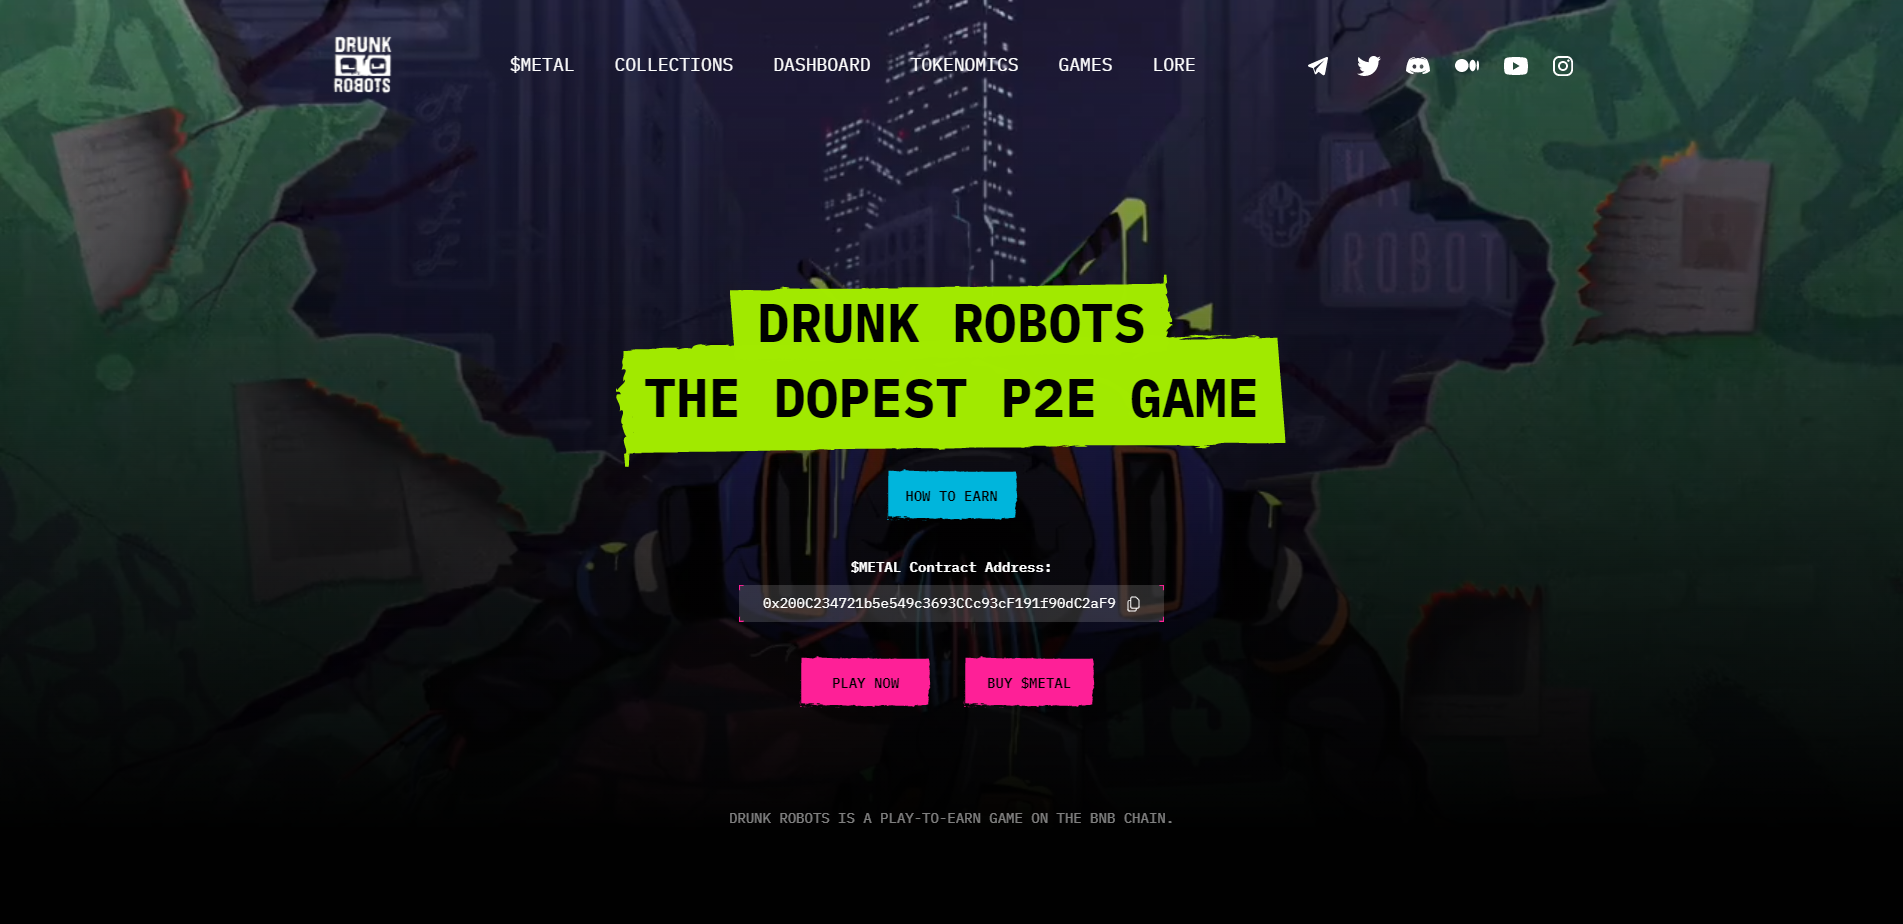 DRUNK
ROBOTS
$METAL COLLECTIONS DASHBOARD TOKENOMICS GAMES LORE
ROBOT
DRUNK ROBOTS
THE DOPEST P2E GAME
HOW TO EARN
$METAL Contract Address:
0x200C234721b5e549c3693CCc93cF191f90dC2aF9
PLAY NOW BUY $METAL
DRUNK ROBOTS IS A PLAY-TO-EARN GAME ON THE BNB CHAIN.